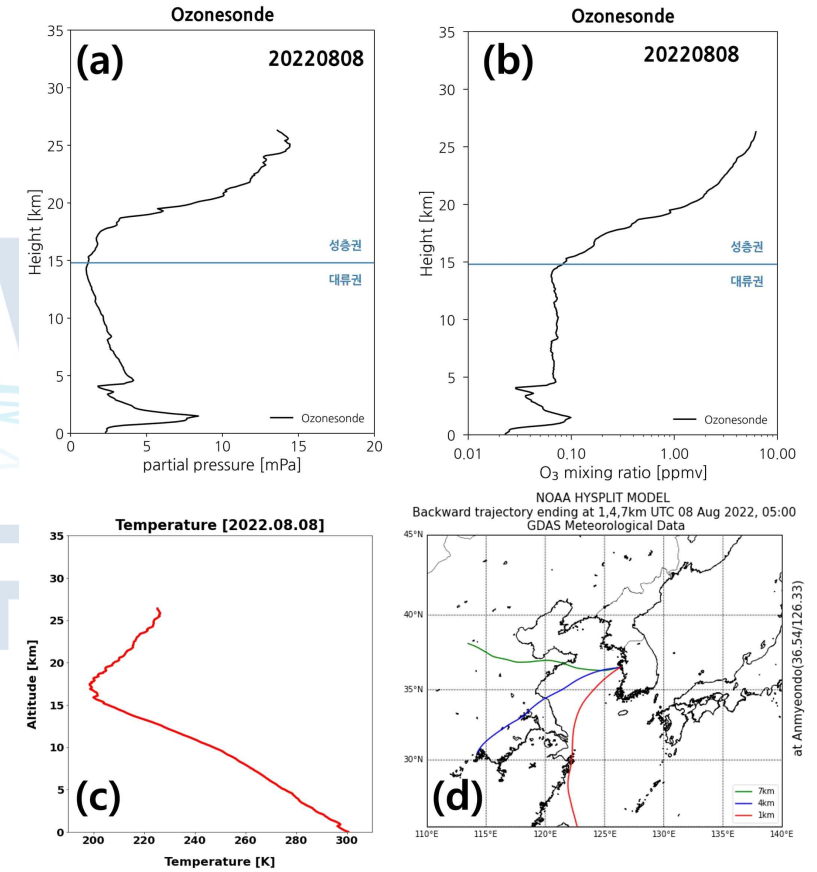 Ozonesonde
(a)
20220808
35
30
25
20
15
10
5
0
Height [km]
성층권
대류권
Ozonesonde
0
5
10
15
20
partial pressure [mPa]
Ozonesonde
(b)
20220808
35
30
25
20
15
10
5
0
Height [km]
성층권
대류권
Ozonesonde
0.01
0.10
1.00
10.00
O₃ mixing ratio [ppmv]
Temperature [2022.08.08]
35
30
25
20
15
10
5
0
Altitude [km]
(c)
200
220
240
260
280
300
Temperature [K]
NOAA HYSPLIT MODEL
Backward trajectory ending at 1,4,7km UTC 08 Aug 2022, 05:00
GDAS Meteorological Data
45°N
40°N
35°N
30°N
(d)
7km
4km
1km
110°E
115°E
120°E
125°E
130°E
135°E
140°E
at Anmyeondo(36.54/126.33)